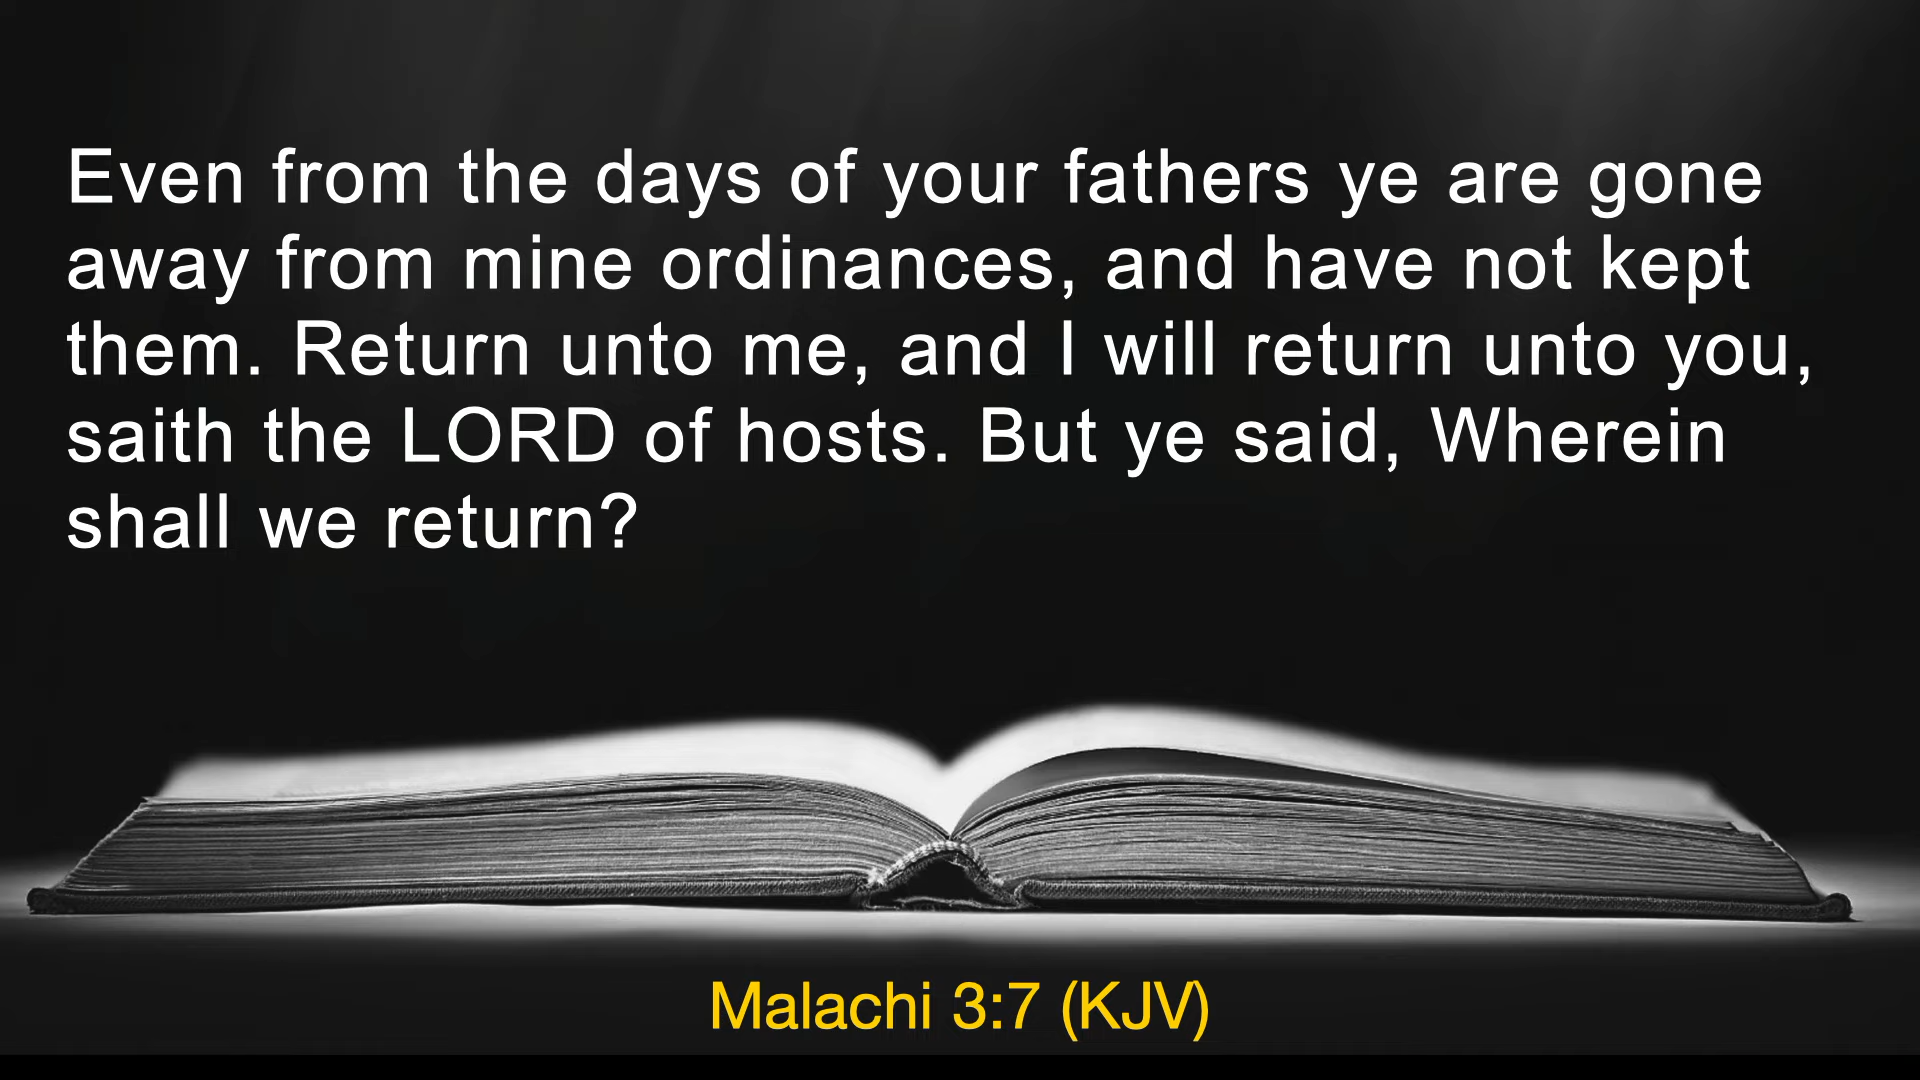 Even from the days of your fathers ye are gone
away from mine ordinances, and have not kept
them. Return unto me, and I will return unto you,
saith the LORD of hosts. But ye said, Wherein
shall we return?
Malachi 3:7 (KJV)